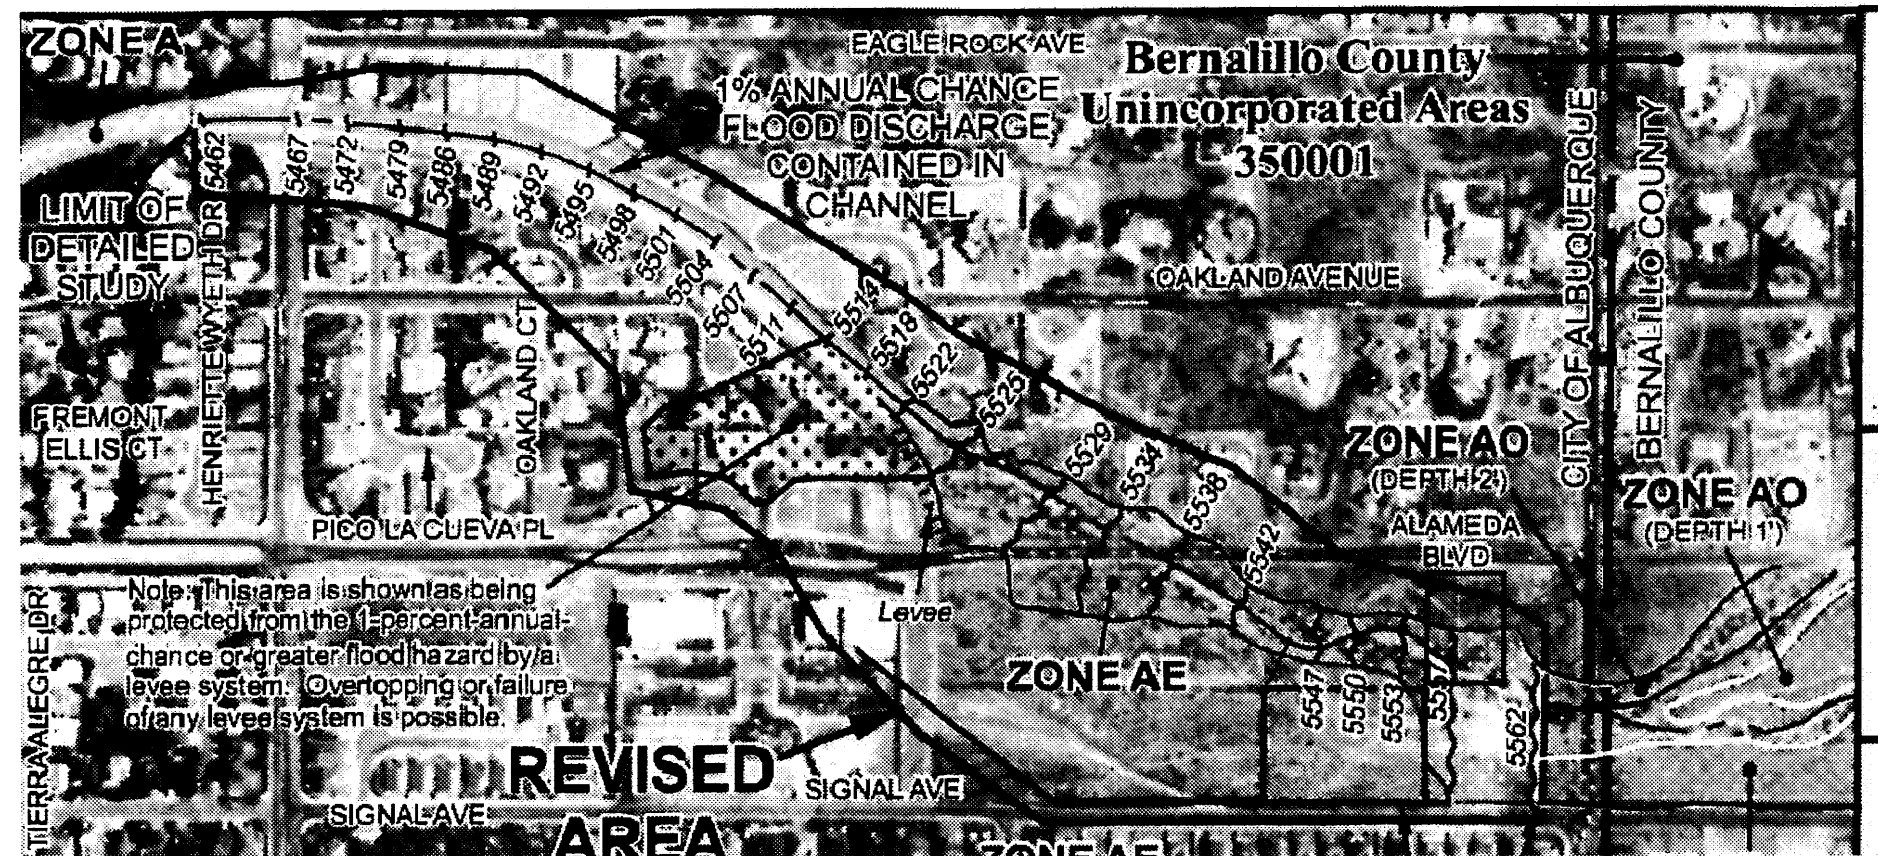 ZONE A
EAGLE ROCK AVE
Bernalillo County
Unincorporated Areas
350001
1% ANNUAL CHANCE
FLOOD DISCHARGE
CONTAINED IN
CHANNEL
CITY OF ALBUQUERQUE
BERNALILLO COUNTY
5462
5467
5472
5479
5486
5489
5492
5495
5498
5501
5504
5507
5511
5514
5518
5522
5525
5529
5534
5538
5542
5547
5550
5553
5557
5562
LIMIT OF
DETAILED
STUDY
HENRIETTE WYETH DR
OAKLAND AVENUE
OAKLAND CT
FREMONT
ELLIS CT
PICO LA CUEVA PL
ZONE AO
(DEPTH 2')
ZONE AO
(DEPTH 1')
ALAMEDA
BLVD
Note: This area is shown as being
protected from the 1-percent-annual-
chance or greater flood hazard by a
levee system. Overtopping or failure
of any levee system is possible.
Levee
ZONE AE
TIERRA ALEGRE DR
REVISED
AREA
SIGNAL AVE
SIGNAL AVE
ZONE AE